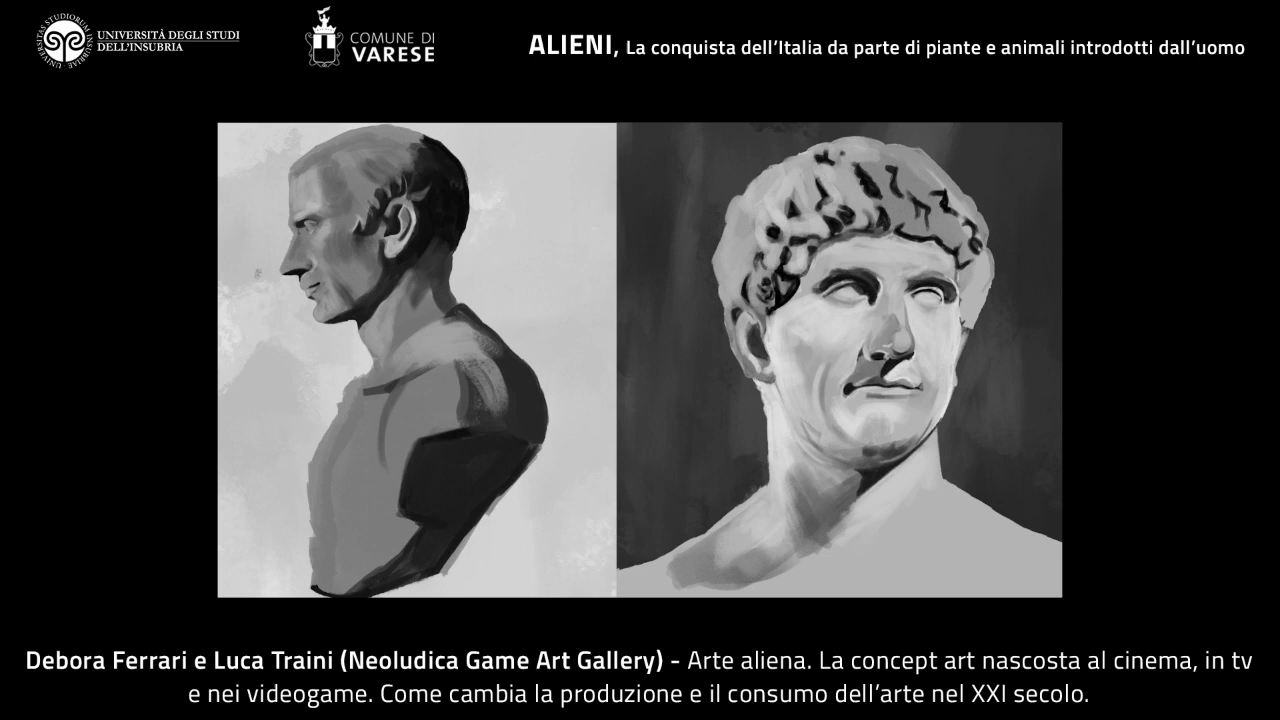 UNIVERSITÀ DEGLI STUDI
DELL'INSUBRIA
COMUNE DI
VARESE
ALIENI, La conquista dell'Italia da parte di piante e animali introdotti dall'uomo
Debora Ferrari e Luca Traini (Neoludica Game Art Gallery) - Arte aliena. La concept art nascosta al cinema, in tv
e nei videogame. Come cambia la produzione e il consumo dell'arte nel XXI secolo.